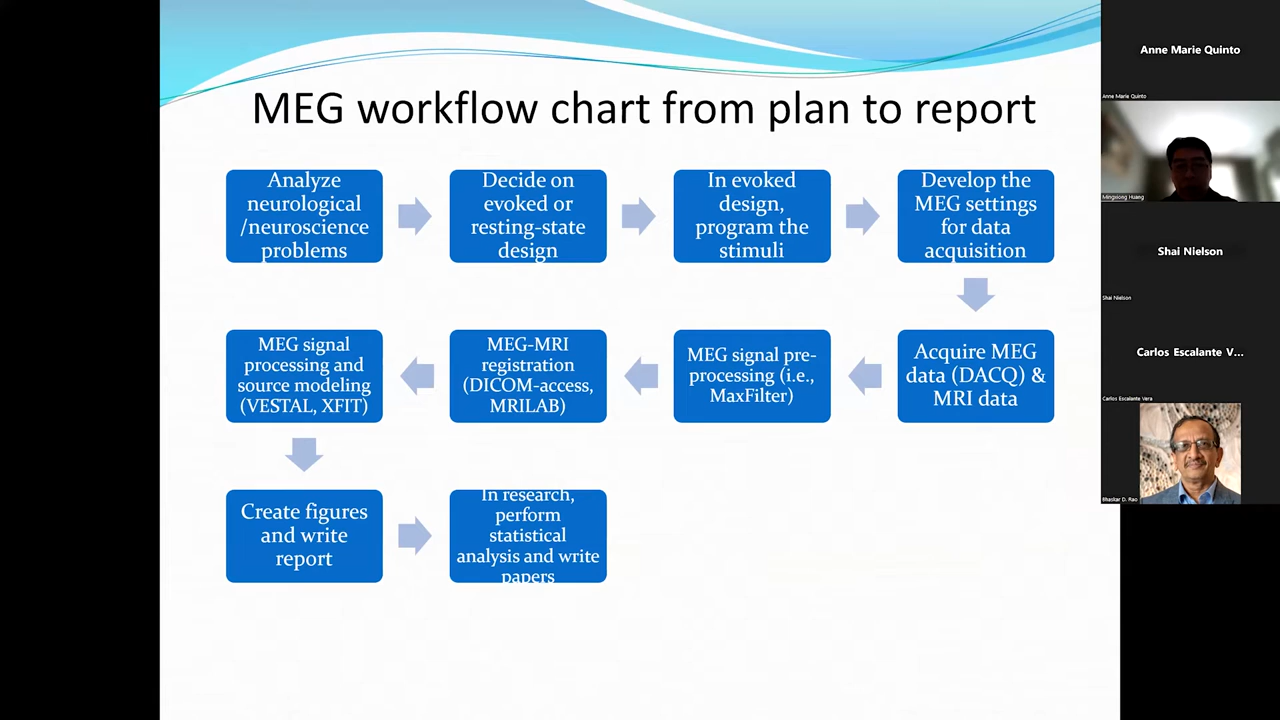 MEG workflow chart from plan to report
Analyze
neurological
/neuroscience
problems
Decide on
evoked or
resting-state
design
In evoked
design,
program the
stimuli
Develop the
MEG settings
for data
acquisition
MEG signal
processing and
source modeling
(VESTAL, XFIT)
MEG-MRI
registration
(DICOM-access,
MRILAB)
MEG signal pre-
processing (i.e.,
MaxFilter)
Acquire MEG
data (DACQ) &
MRI data
Create figures
and write
report
In research,
perform
statistical
analysis and write
papers
Anne Marie Quinto
Anne Marie Quinto
Mingxiong Huang
Shai Nielson
Shai Nielson
Carlos Escalante V...
Carlos Escalante Vera
Bhaskar D. Rao